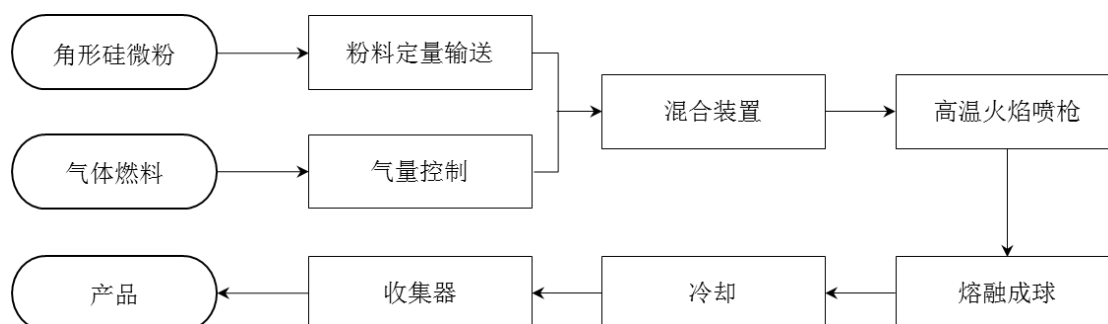 角形硅微粉
粉料定量输送
混合装置
高温火焰喷枪
气体燃料
气量控制
产品
收集器
冷却
熔融成球